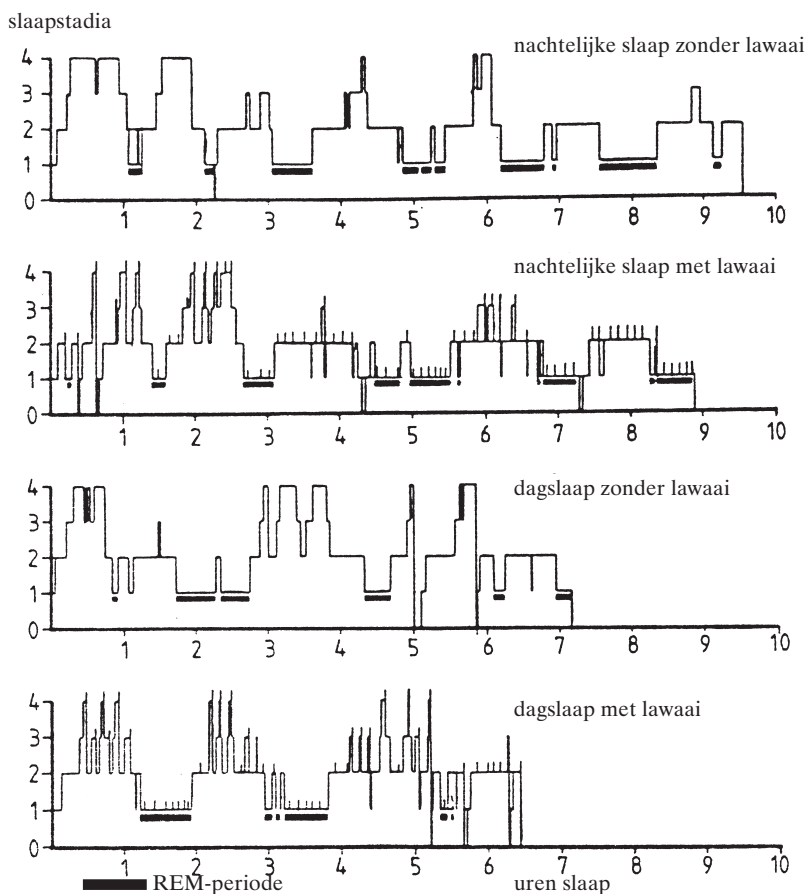 slaapstadia
nachtelijke slaap zonder lawaai
4
3
2
1
0
1 2 3 4 5 6 7 8 9 10
nachtelijke slaap met lawaai
4
3
2
1
0
1 2 3 4 5 6 7 8 9 10
dagslaap zonder lawaai
4
3
2
1
0
1 2 3 4 5 6 7 8 9 10
dagslaap met lawaai
4
3
2
1
0
1 2 3 4 5 6 7 8 9 10
REM-periode uren slaap